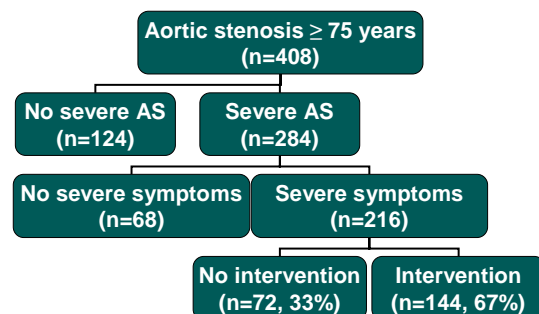 Aortic stenosis ≥ 75 years
(n=408)
No severe AS
(n=124)
Severe AS
(n=284)
No severe symptoms
(n=68)
Severe symptoms
(n=216)
No intervention
(n=72, 33%)
Intervention
(n=144, 67%)